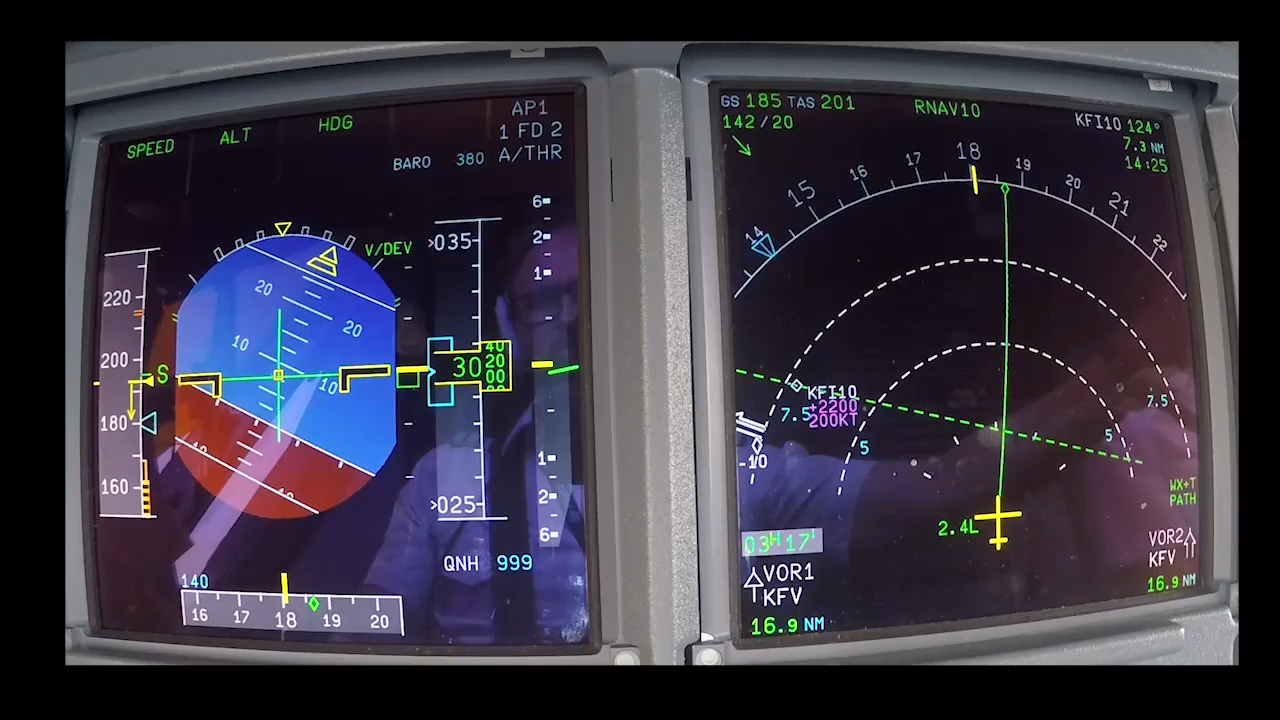 SPEED ALT HDG AP1
1 FD 2
BARO 380 A/THR
V/DEV
220
200
180
160
S
20
20
10
10
10
6
2
1
1
2
6
035
30
40
20
00
025
QNH 999
140
16 17 18 19 20
GS 185 TAS 201 RNAV10 KFI10 124°
142/20 7.3 NM
14:25
14 15 16 17 18 19 20 21 22
KFI10
+2200
200KT
7.5 7.5
5 5
-10
WX+T
PATH
2.4L
03H 17'
VOR1
KFV
16.9 NM
VOR2
KFV
16.9 NM